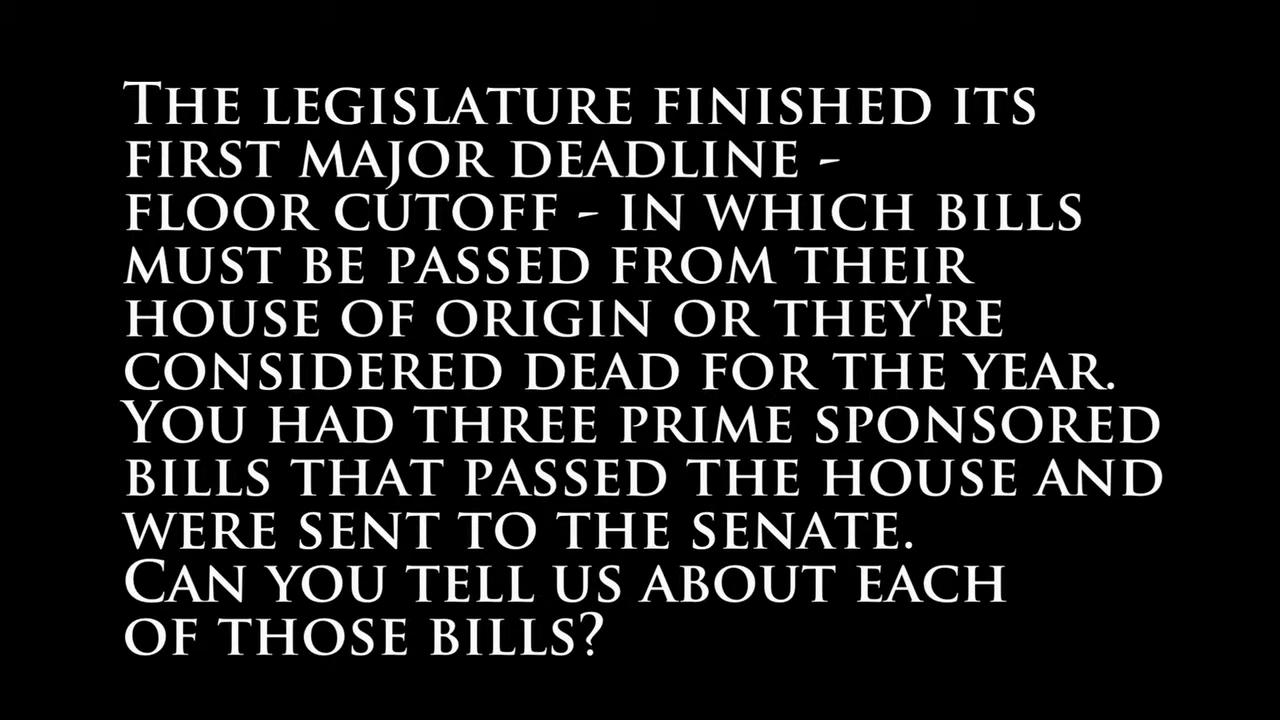 The legislature finished its
first major deadline -
floor cutoff - in which bills
must be passed from their
house of origin or they're
considered dead for the year.
You had three prime sponsored
bills that passed the House and
were sent to the Senate.
Can you tell us about each
of those bills?